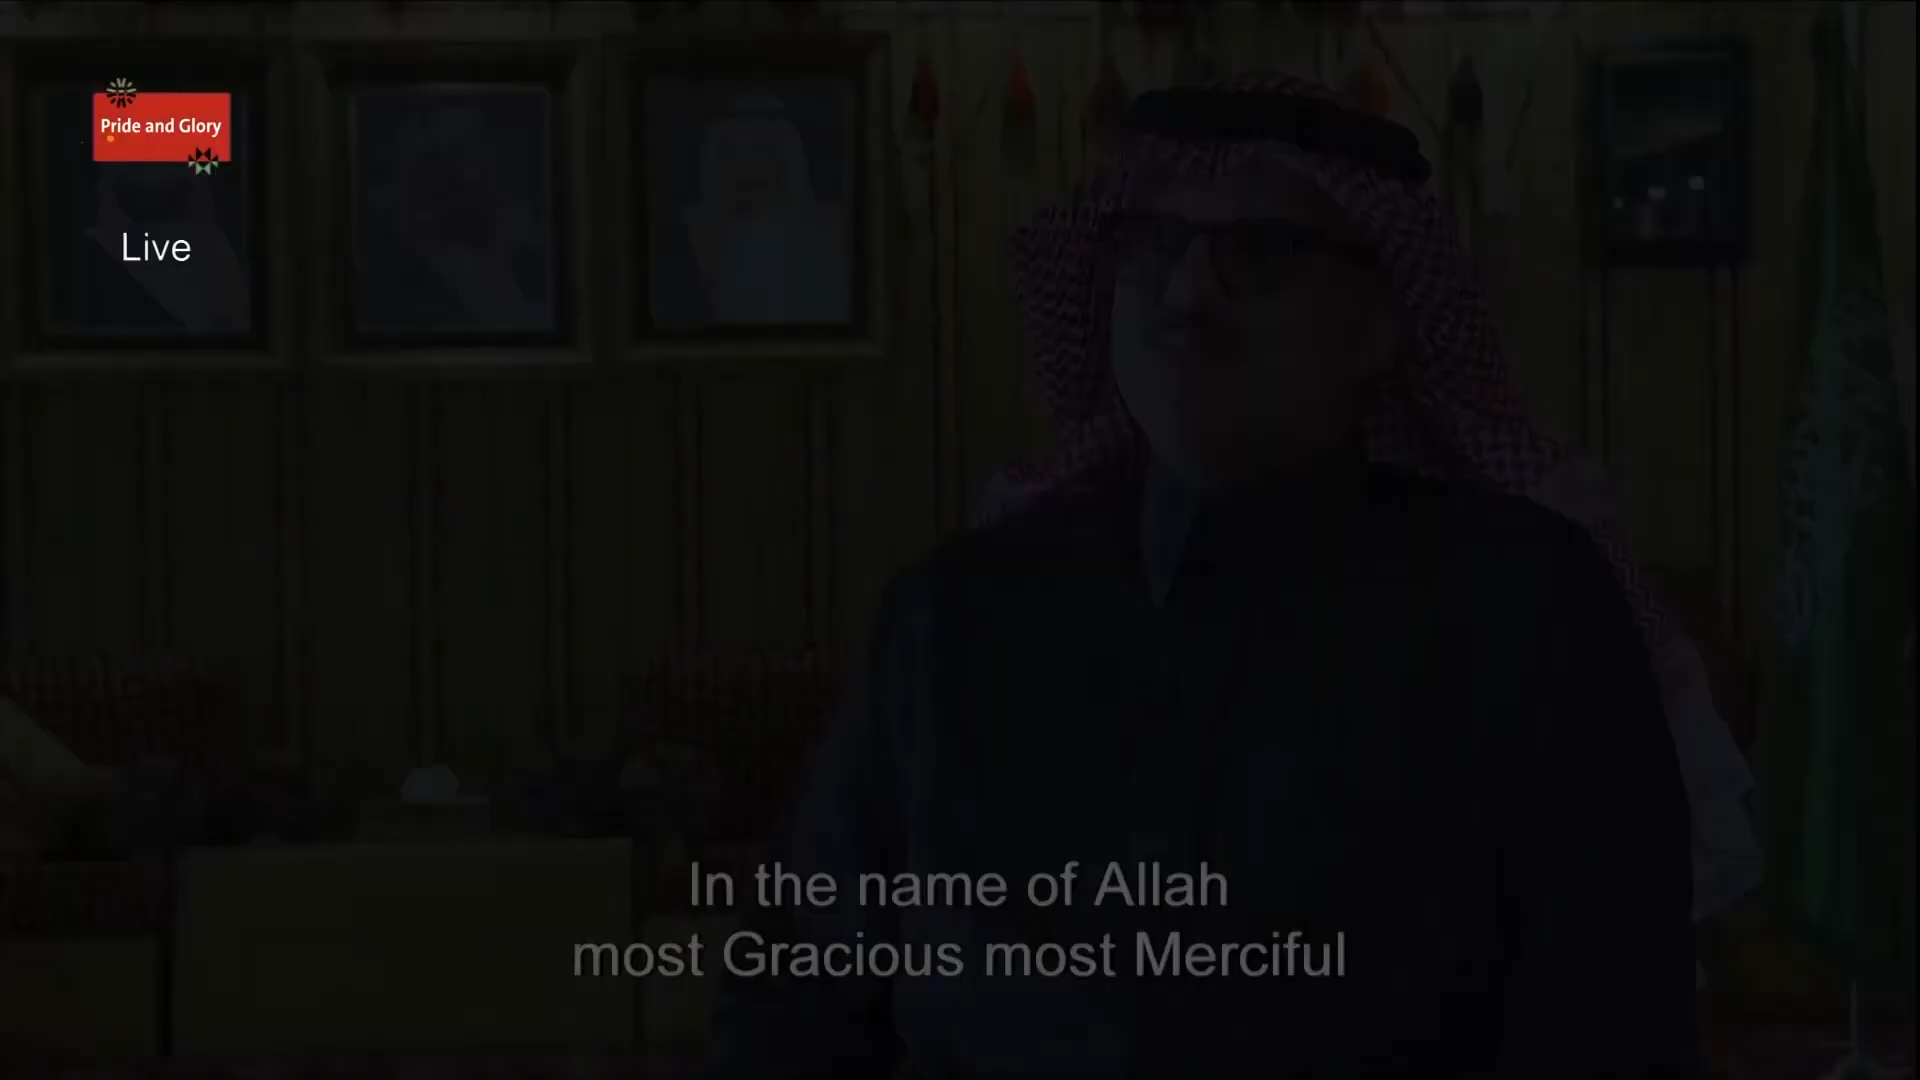 Pride and Glory
Live
In the name of Allah
most Gracious most Merciful